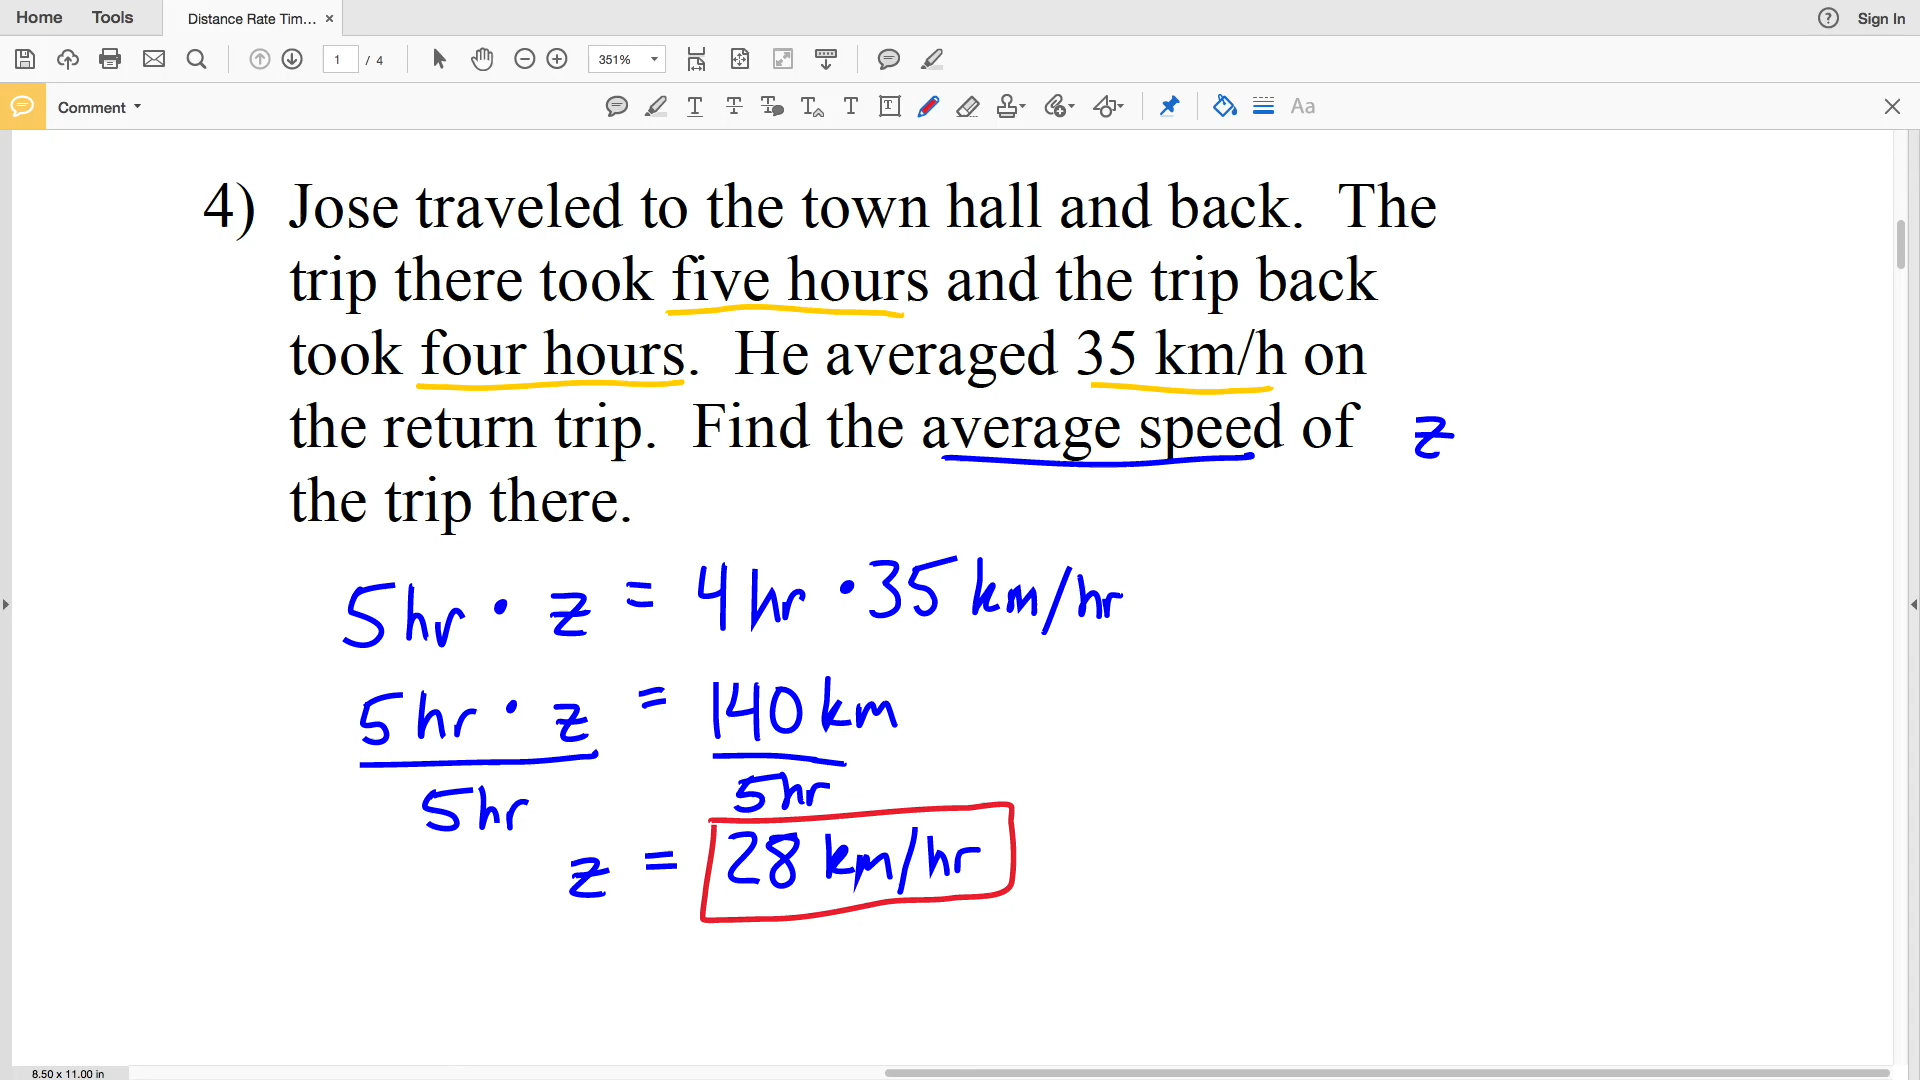 Home Tools Distance Rate Tim... × Sign In
1 / 4 351%
Comment Aa
4) Jose traveled to the town hall and back. The
trip there took five hours and the trip back
took four hours. He averaged 35 km/h on
the return trip. Find the average speed of z
the trip there.
5hr · z = 4hr · 35 km/hr
5hr · z = 140 km
5hr 5hr
z = 28 km/hr
8.50 x 11.00 in